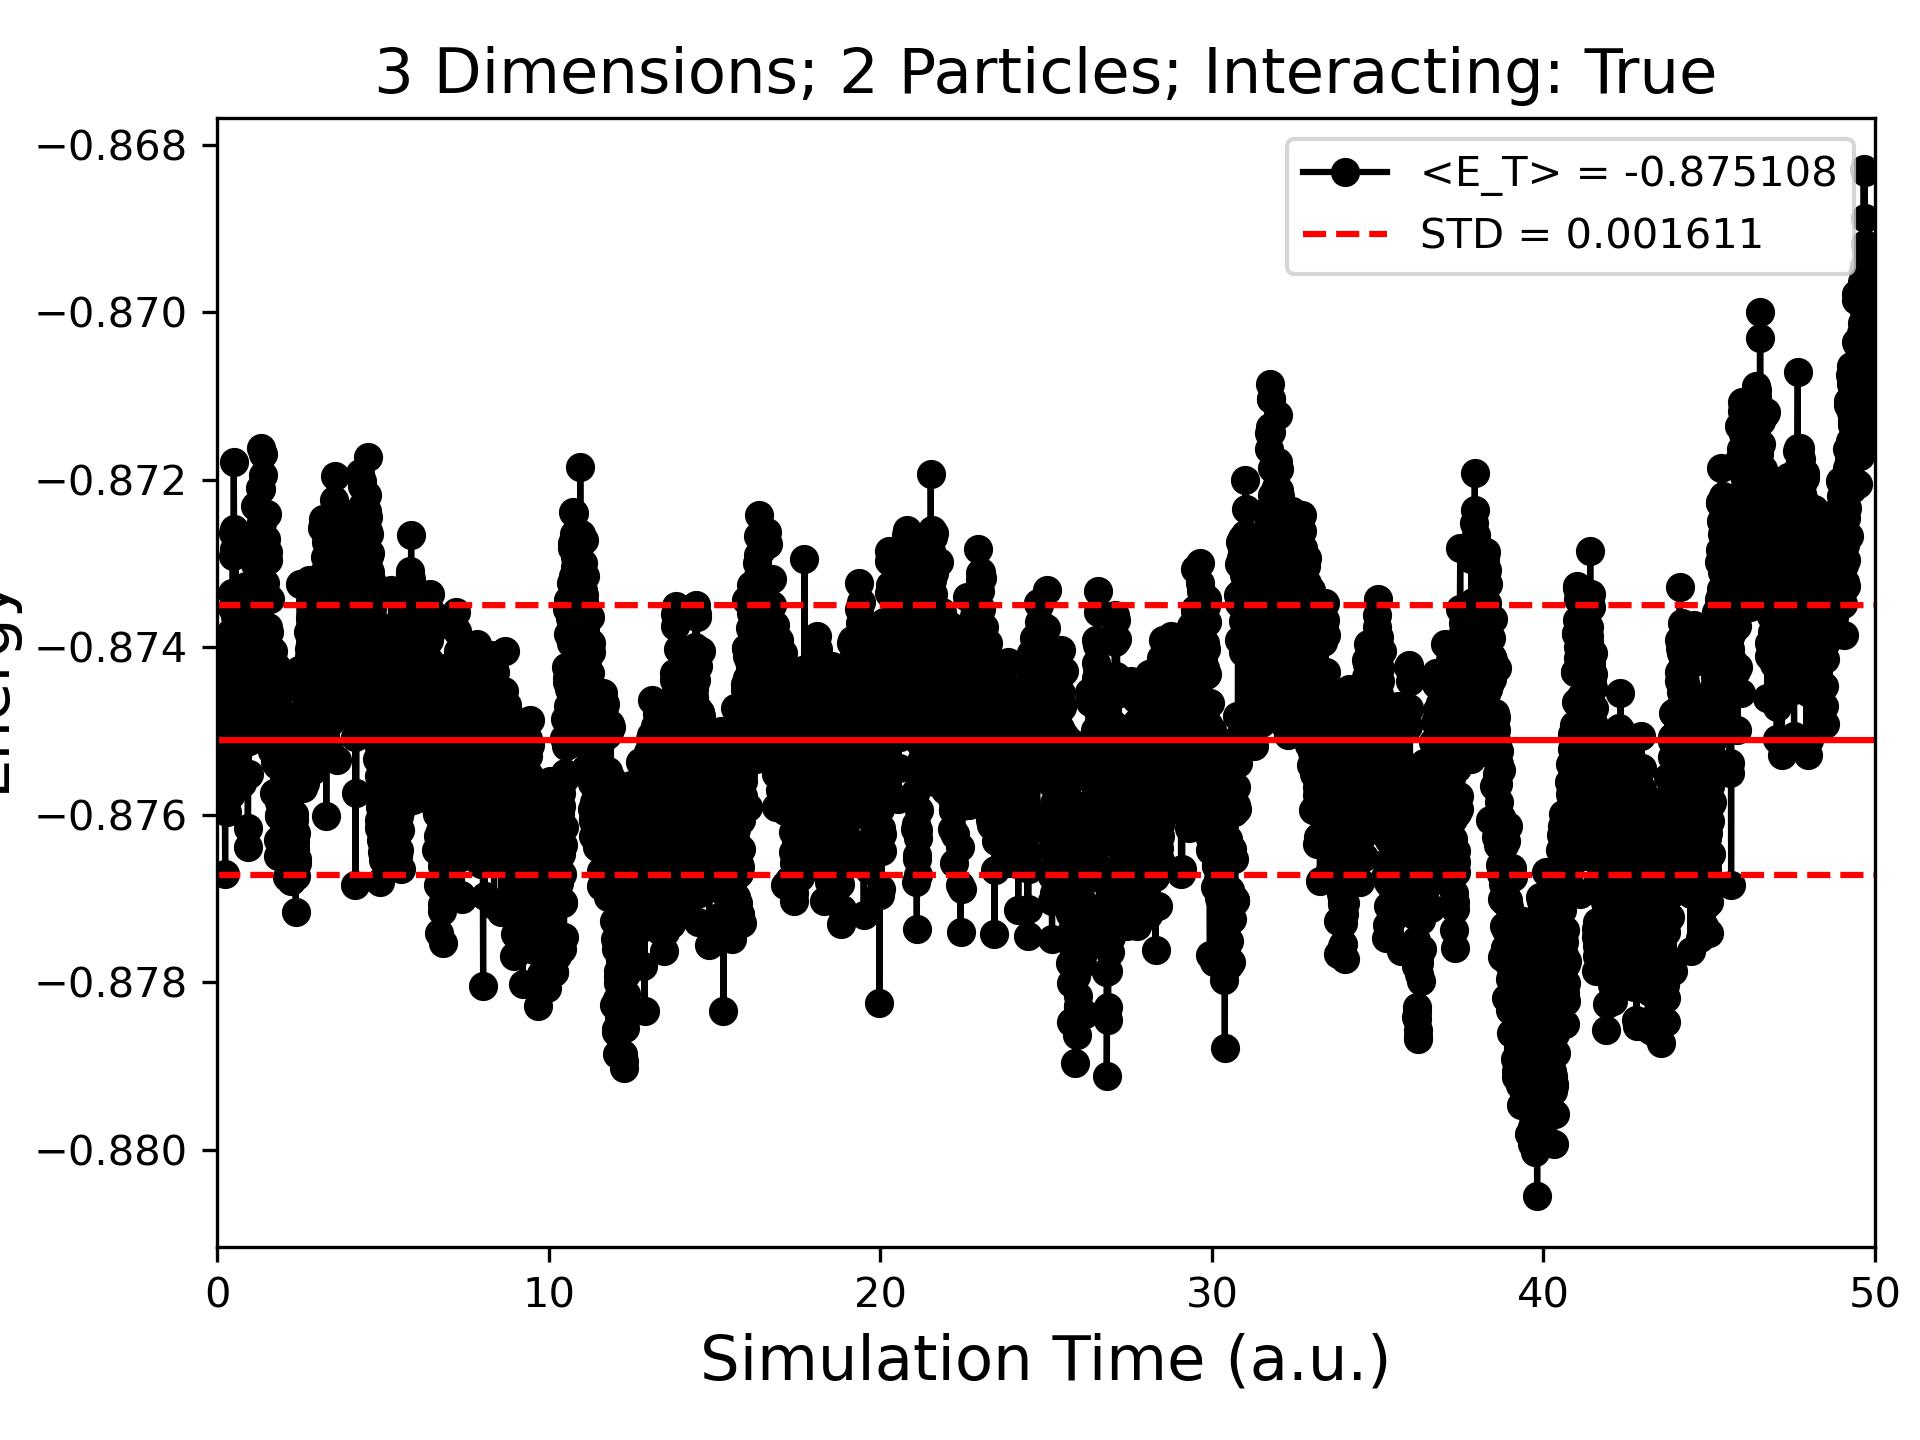 3 Dimensions; 2 Particles; Interacting: True
<E_T> = -0.875108
STD = 0.001611
−0.868
−0.870
−0.872
−0.874
−0.876
−0.878
−0.880
0 10 20 30 40 50
Simulation Time (a.u.)